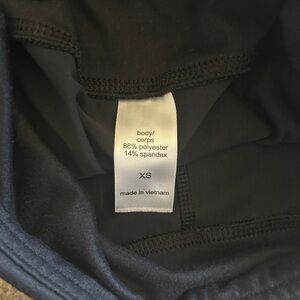 body/
corps
86% polyester
14% spandex
XS
made in vietnam